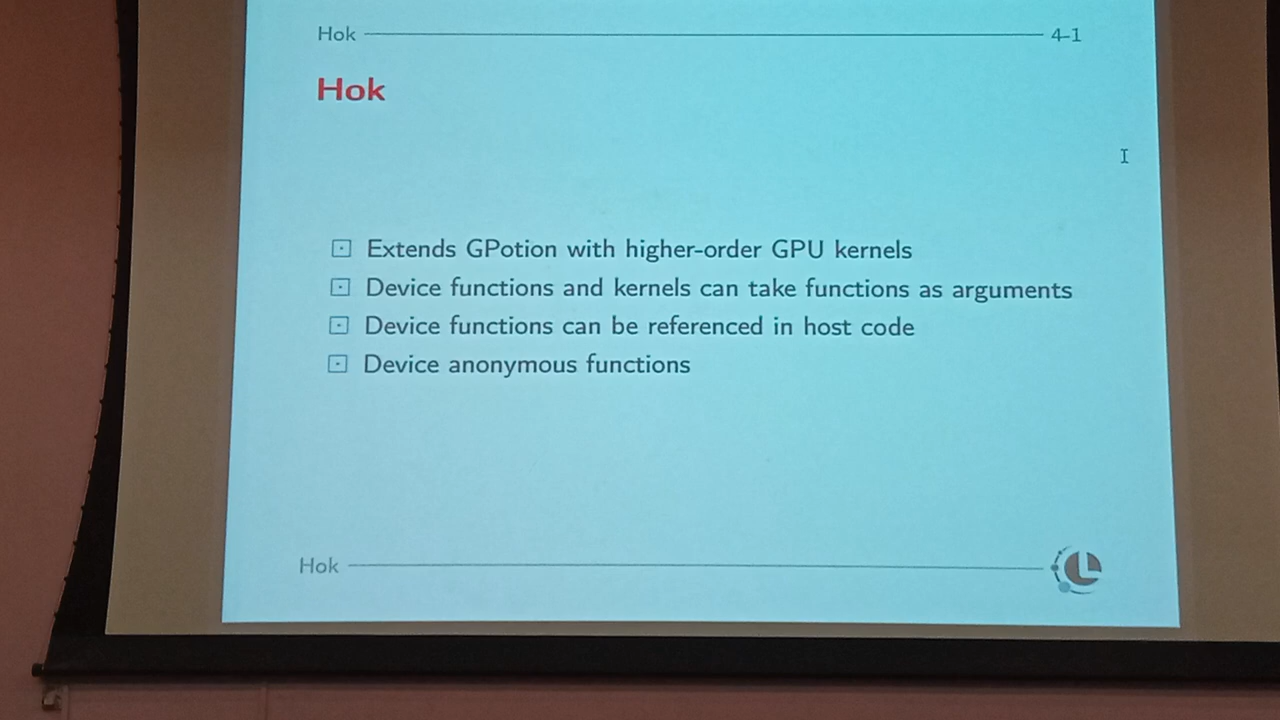 Hok 4–1
Hok
Extends GPotion with higher-order GPU kernels
Device functions and kernels can take functions as arguments
Device functions can be referenced in host code
Device anonymous functions
Hok